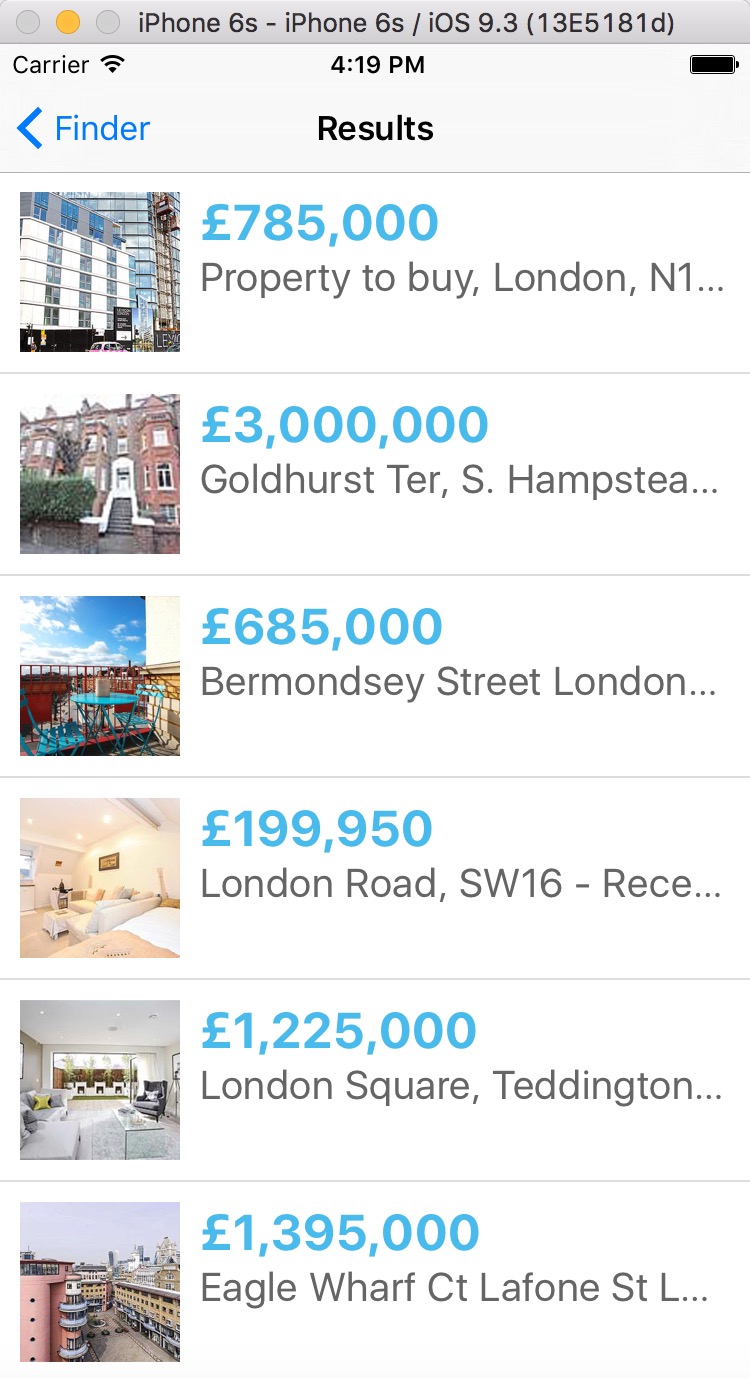 iPhone 6s - iPhone 6s / iOS 9.3 (13E5181d)
Carrier 4:19 PM
Finder Results
£785,000
Property to buy, London, N1...
£3,000,000
Goldhurst Ter, S. Hampstea...
£685,000
Bermondsey Street London...
£199,950
London Road, SW16 - Rece...
£1,225,000
London Square, Teddington...
£1,395,000
Eagle Wharf Ct Lafone St L...